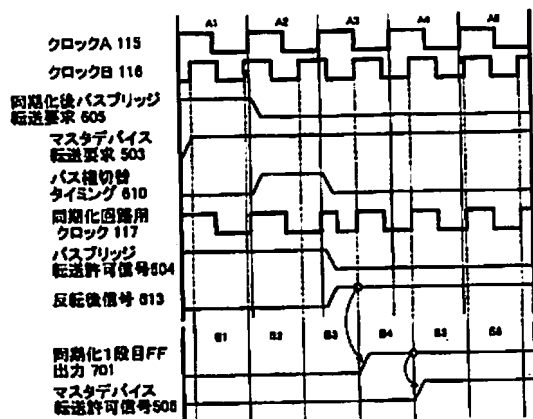 A1 A2 A3 A4 A5
クロックA 115
クロックB 116
同期化後バスブリッジ
転送要求 605
マスタデバイス
転送要求 503
バス権切替
タイミング 610
同期化回路用
クロック 117
バスブリッジ
転送許可信号504
反転後信号 613
B1 B2 B3 B4 B5 B6
同期化1段目FF
出力 701
マスタデバイス
転送許可信号506